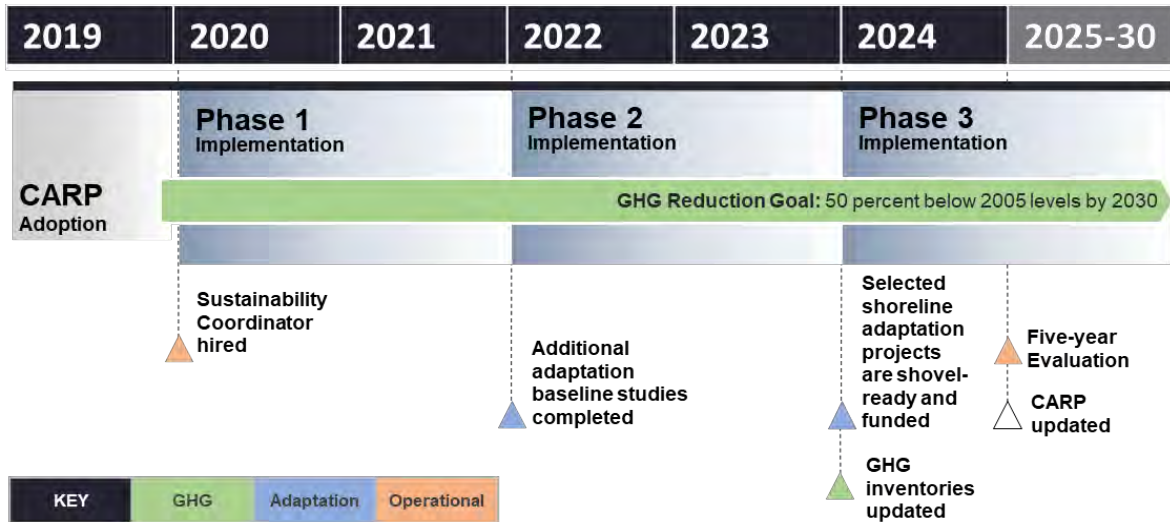 2019 2020 2021 2022 2023 2024 2025-30
Phase 1
Implementation
Phase 2
Implementation
Phase 3
Implementation
CARP
Adoption
GHG Reduction Goal: 50 percent below 2005 levels by 2030
Sustainability
Coordinator
hired
Additional
adaptation
baseline studies
completed
Selected
shoreline
adaptation
projects
are shovel-
ready and
funded
GHG
inventories
updated
Five-year
Evaluation
CARP
updated
KEY GHG Adaptation Operational